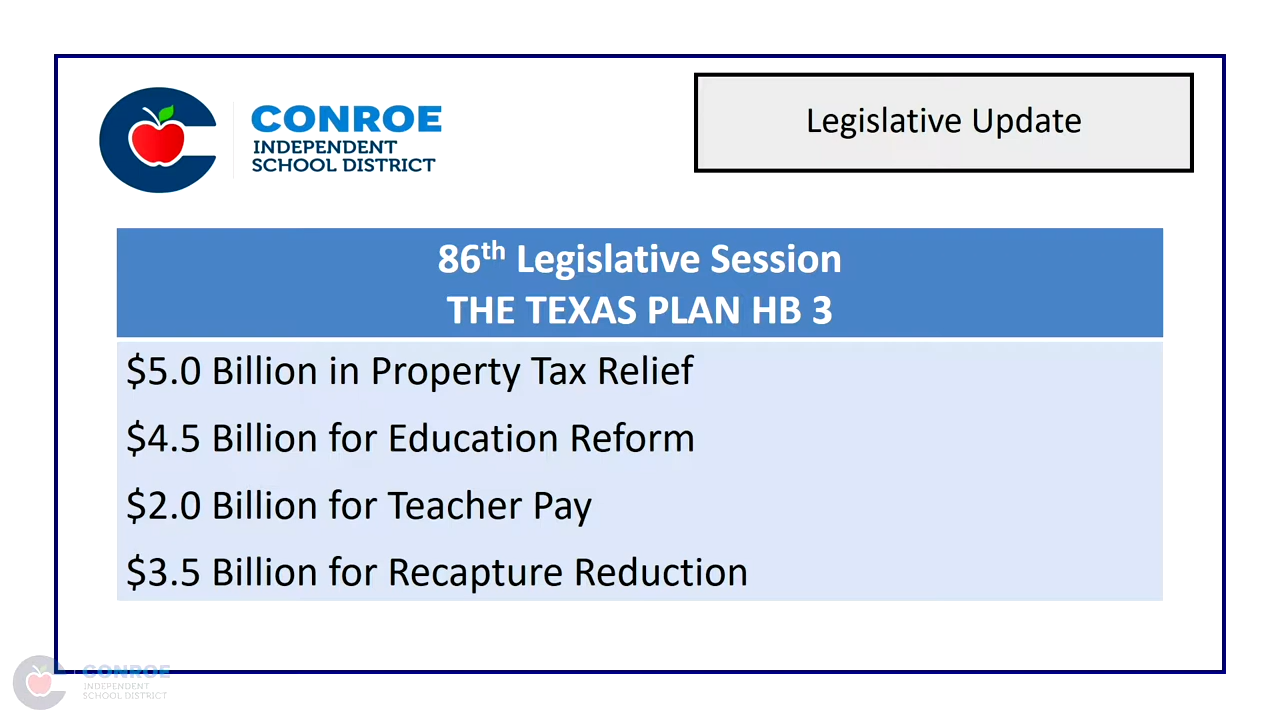 CONROE
INDEPENDENT
SCHOOL DISTRICT
Legislative Update
86th Legislative Session
THE TEXAS PLAN HB 3
$5.0 Billion in Property Tax Relief
$4.5 Billion for Education Reform
$2.0 Billion for Teacher Pay
$3.5 Billion for Recapture Reduction
CONROE
INDEPENDENT
SCHOOL DISTRICT